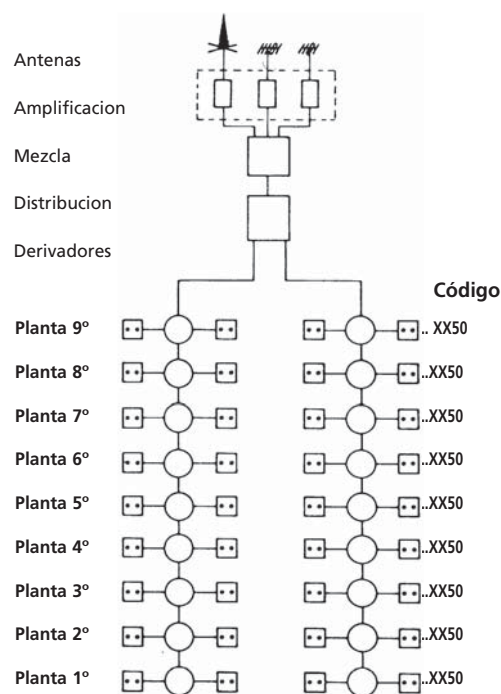 Antenas
Amplificacion
Mezcla
Distribucion
Derivadores
Código
Planta 9º .. XX50
Planta 8º ..XX50
Planta 7º ..XX50
Planta 6º ..XX50
Planta 5º ..XX50
Planta 4º ..XX50
Planta 3º ..XX50
Planta 2º ..XX50
Planta 1º ..XX50